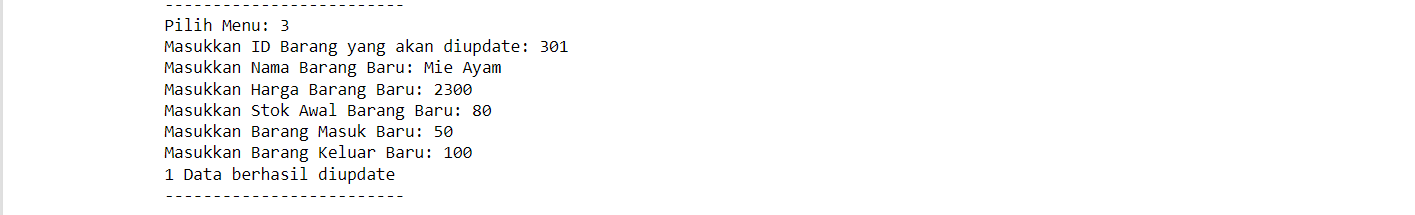 -------------------------
Pilih Menu: 3
Masukkan ID Barang yang akan diupdate: 301
Masukkan Nama Barang Baru: Mie Ayam
Masukkan Harga Barang Baru: 2300
Masukkan Stok Awal Barang Baru: 80
Masukkan Barang Masuk Baru: 50
Masukkan Barang Keluar Baru: 100
1 Data berhasil diupdate
-------------------------